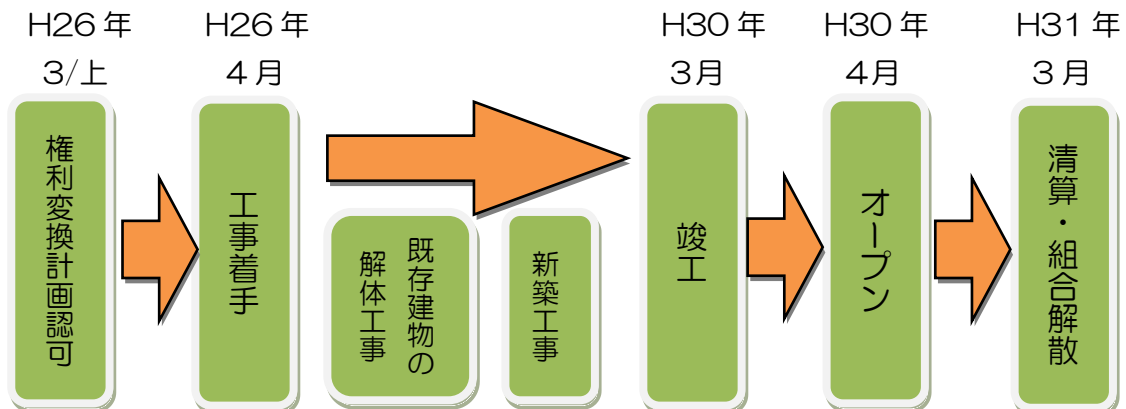 H26年
3/上
権利変換計画認可
H26年
4月
工事着手
既存建物の
解体工事
新築工事
H30年
3月
竣工
H30年
4月
オープン
H31年
3月
清算・組合解散